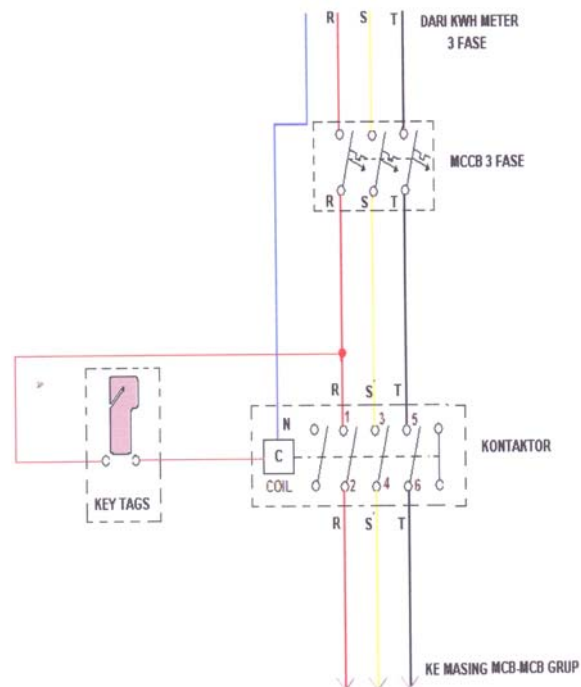 R S T DARI KWH METER
3 FASE
MCCB 3 FASE
R S T
R S T
N 1 3 5
KONTAKTOR
C
COIL 2 4 6
KEY TAGS
R S T
KE MASING MCB-MCB GRUP